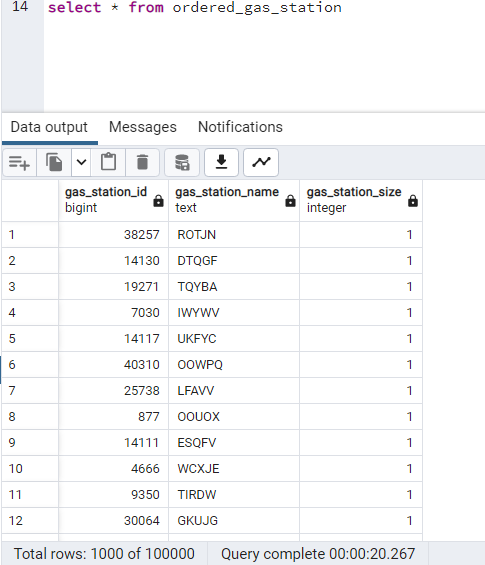 14 select * from ordered_gas_station
Data output Messages Notifications
gas_station_id gas_station_name gas_station_size
bigint text integer
1 38257 ROTJN 1
2 14130 DTQGF 1
3 19271 TQYBA 1
4 7030 IWYWV 1
5 14117 UKFYC 1
6 40310 OOWPQ 1
7 25738 LFAVV 1
8 877 OOUOX 1
9 14111 ESQFV 1
10 4666 WCXJE 1
11 9350 TIRDW 1
12 30064 GKUJG 1
Total rows: 1000 of 100000 Query complete 00:00:20.267